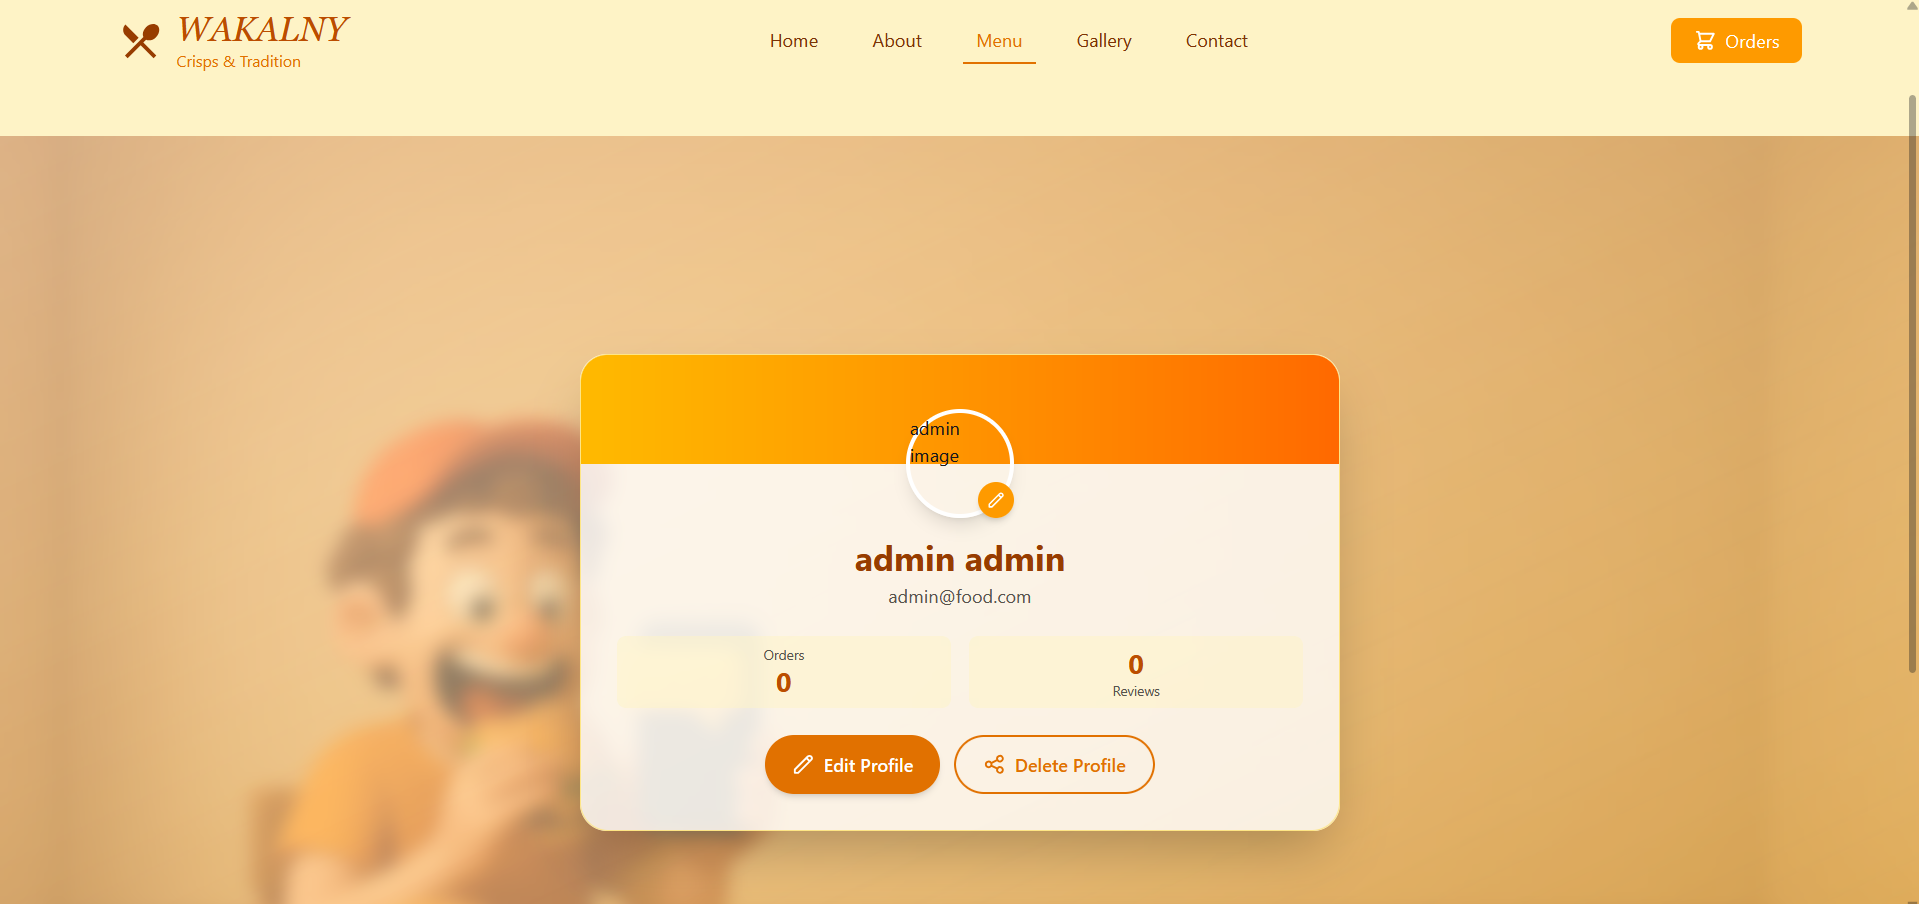 WAKALNY
Crisps & Tradition
Home
About
Menu
Gallery
Contact
Orders
admin
image
admin admin
admin@food.com
Orders
0
0
Reviews
Edit Profile
Delete Profile